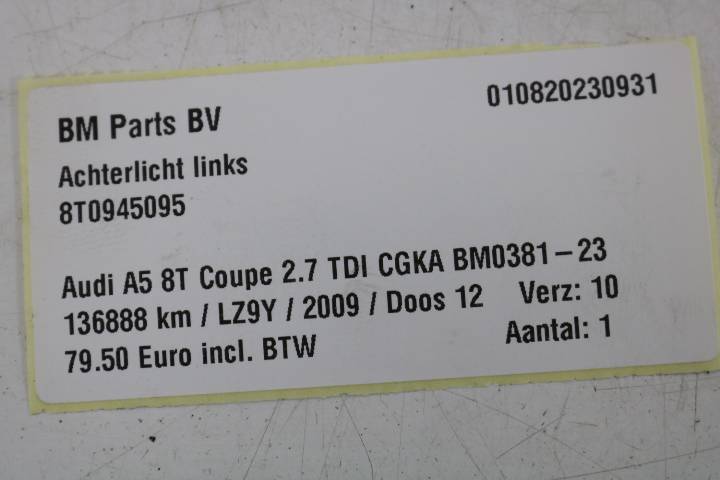 BM Parts BV
010820230931
Achterlicht links
8T0945095
Audi A5 8T Coupe 2.7 TDI CGKA BM0381-23
136888 km / LZ9Y / 2009 / Doos 12 Verz: 10
79.50 Euro incl. BTW
Aantal: 1